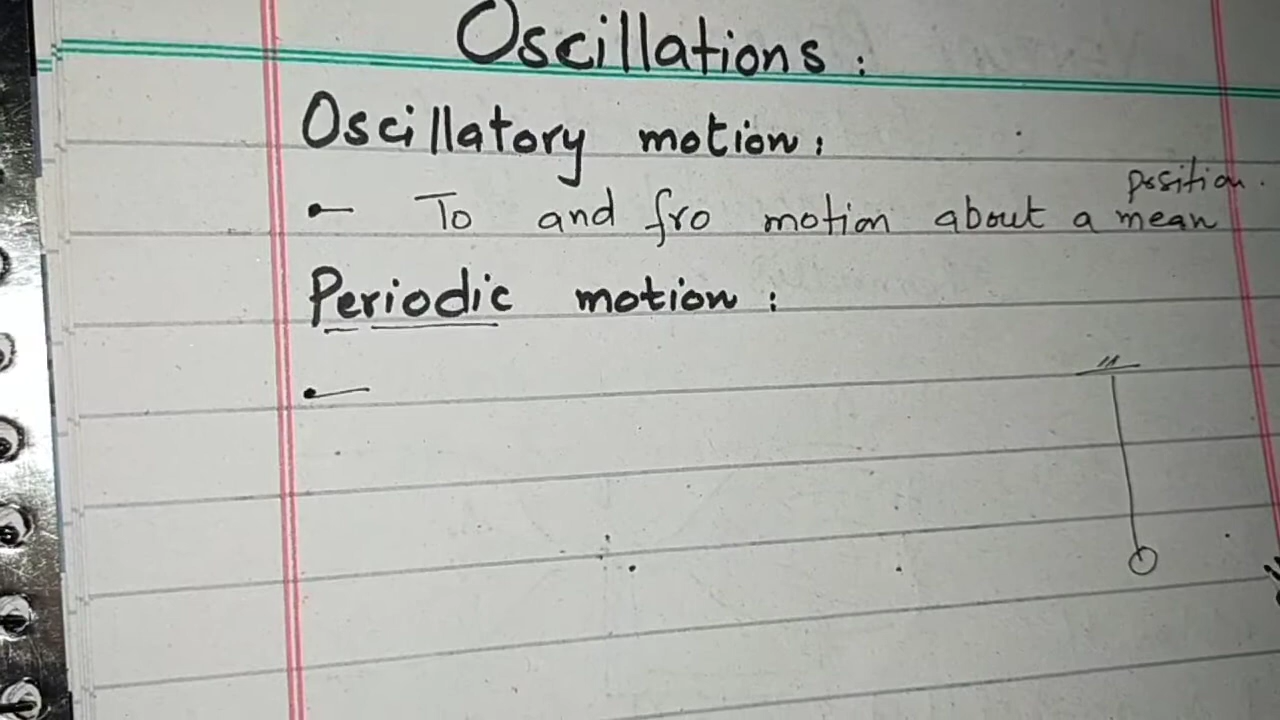 Oscillations :
Oscillatory motion :
- To and fro motion about a mean position.
Periodic motion :
-